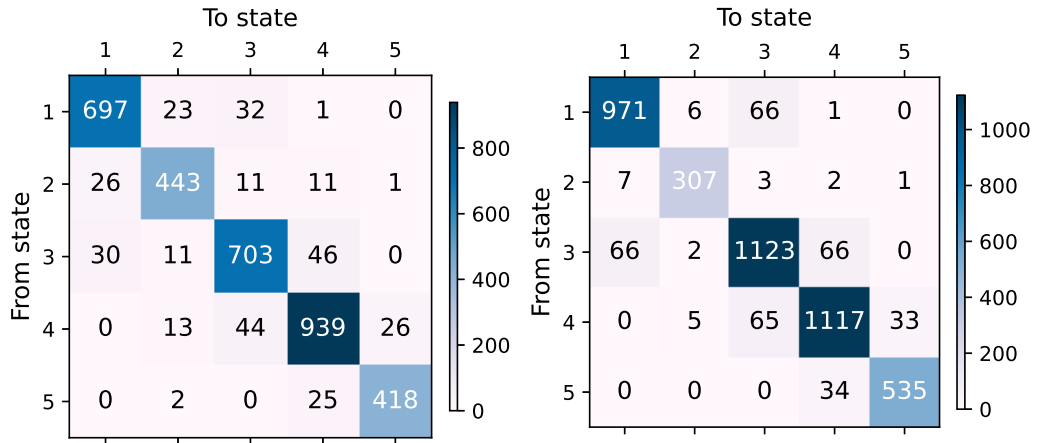 To state
1 2 3 4 5
From state
1 697 23 32 1 0
2 26 443 11 11 1
3 30 11 703 46 0
4 0 13 44 939 26
5 0 2 0 25 418
800
600
400
200
0
To state
1 2 3 4 5
From state
1 971 6 66 1 0
2 7 307 3 2 1
3 66 2 1123 66 0
4 0 5 65 1117 33
5 0 0 0 34 535
1000
800
600
400
200
0